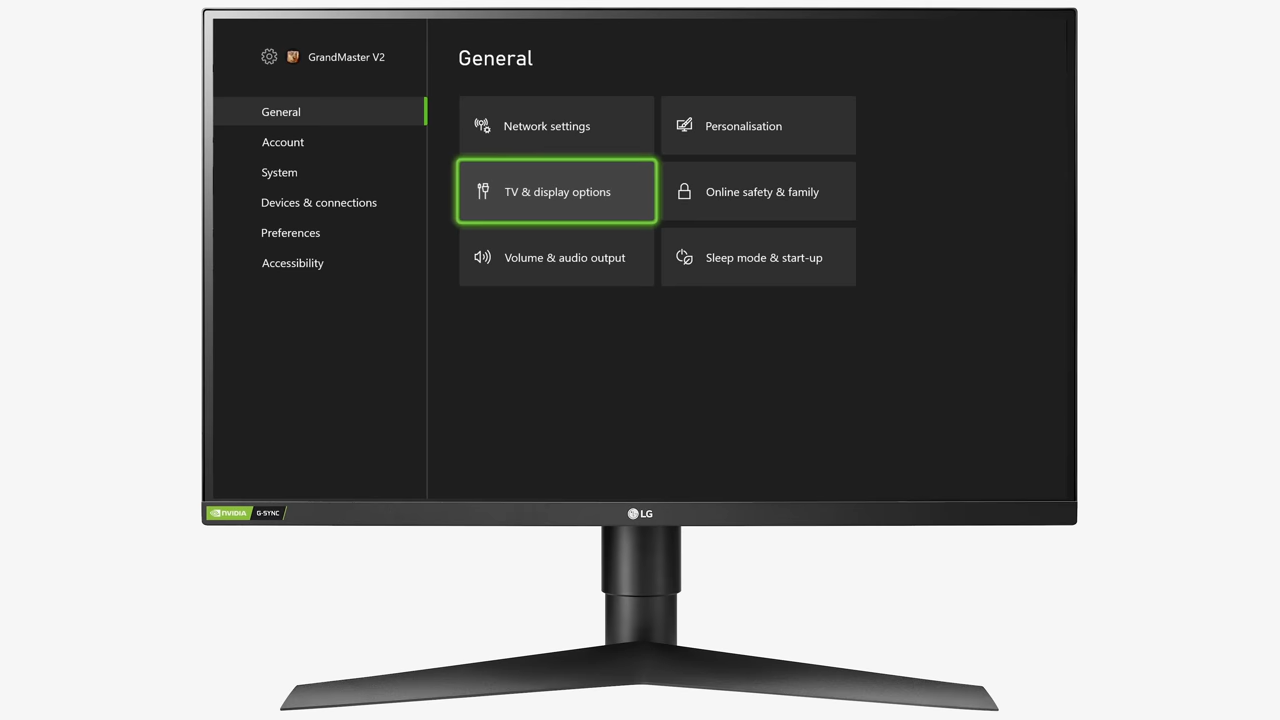 GrandMaster V2
General
Account
System
Devices & connections
Preferences
Accessibility
General
Network settings
Personalisation
TV & display options
Online safety & family
Volume & audio output
Sleep mode & start-up
NVIDIA G-SYNC
LG